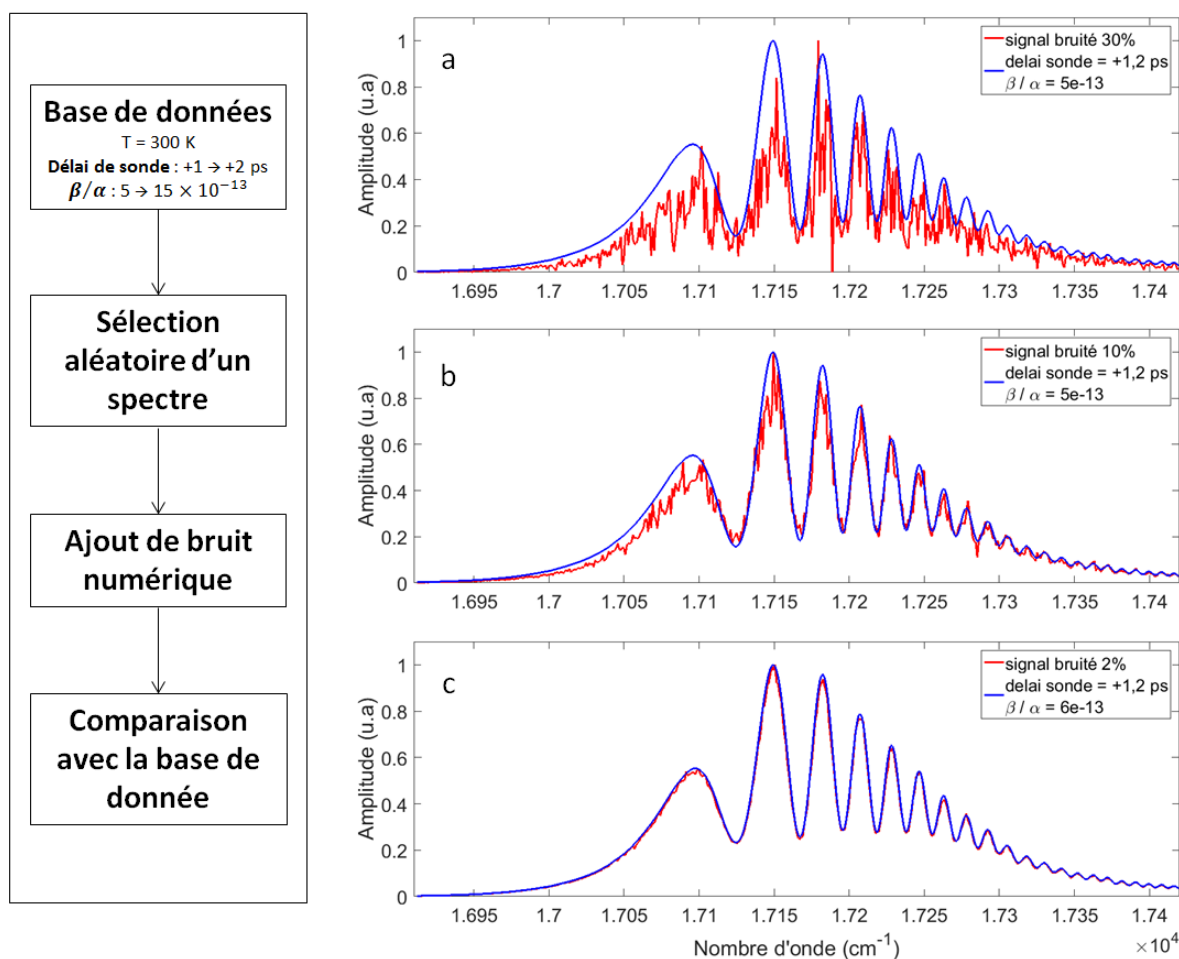 Base de données
T = 300 K
Délai de sonde : +1 → +2 ps
β/α : 5 → 15 × 10⁻¹³
Sélection
aléatoire d'un
spectre
Ajout de bruit
numérique
Comparaison
avec la base de
donnée
a
signal bruité 30%
delai sonde = +1,2 ps
β / α = 5e-13
Amplitude (u.a)
1
0.8
0.6
0.4
0.2
0
1.695 1.7 1.705 1.71 1.715 1.72 1.725 1.73 1.735 1.74
b
signal bruité 10%
delai sonde = +1,2 ps
β / α = 5e-13
Amplitude (u.a)
1
0.8
0.6
0.4
0.2
0
1.695 1.7 1.705 1.71 1.715 1.72 1.725 1.73 1.735 1.74
c
signal bruité 2%
delai sonde = +1,2 ps
β / α = 6e-13
Amplitude (u.a)
1
0.8
0.6
0.4
0.2
0
1.695 1.7 1.705 1.71 1.715 1.72 1.725 1.73 1.735 1.74
Nombre d'onde (cm⁻¹)
×10⁴